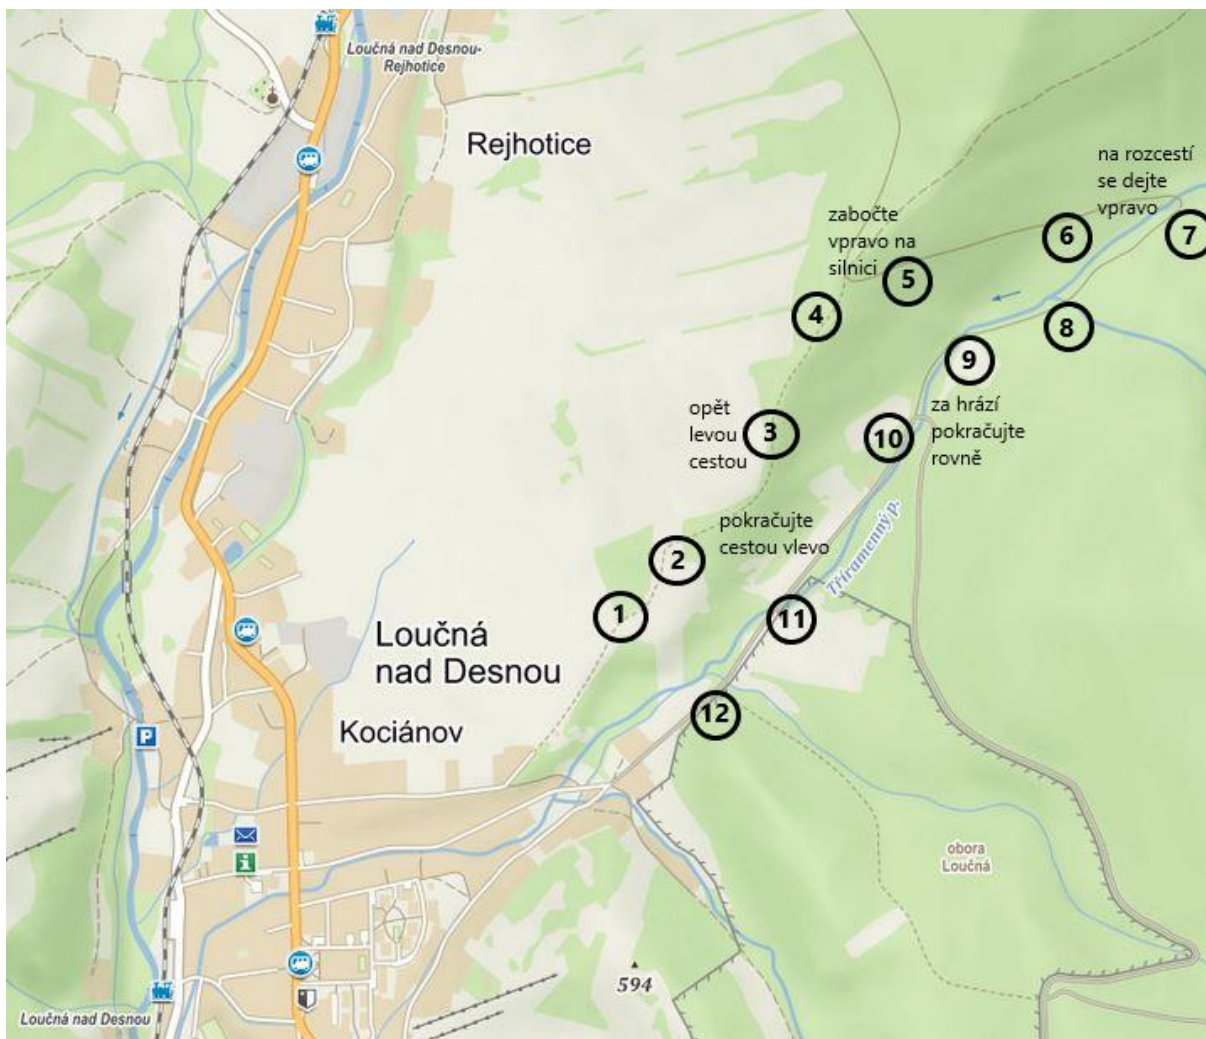 Loučná nad Desnou-
Rejhotice
Rejhotice
na rozcestí
se dejte
vpravo
zabočte
vpravo na
silnici
6
7
5
4
8
9
opět
levou
cestou
3
za hrází
pokračujte
rovně
10
pokračujte
cestou vlevo
2
Tříramenný p.
1
11
Loučná
nad Desnou
Kociánov
12
P
i
obora
Loučná
594
Loučná nad Desnou